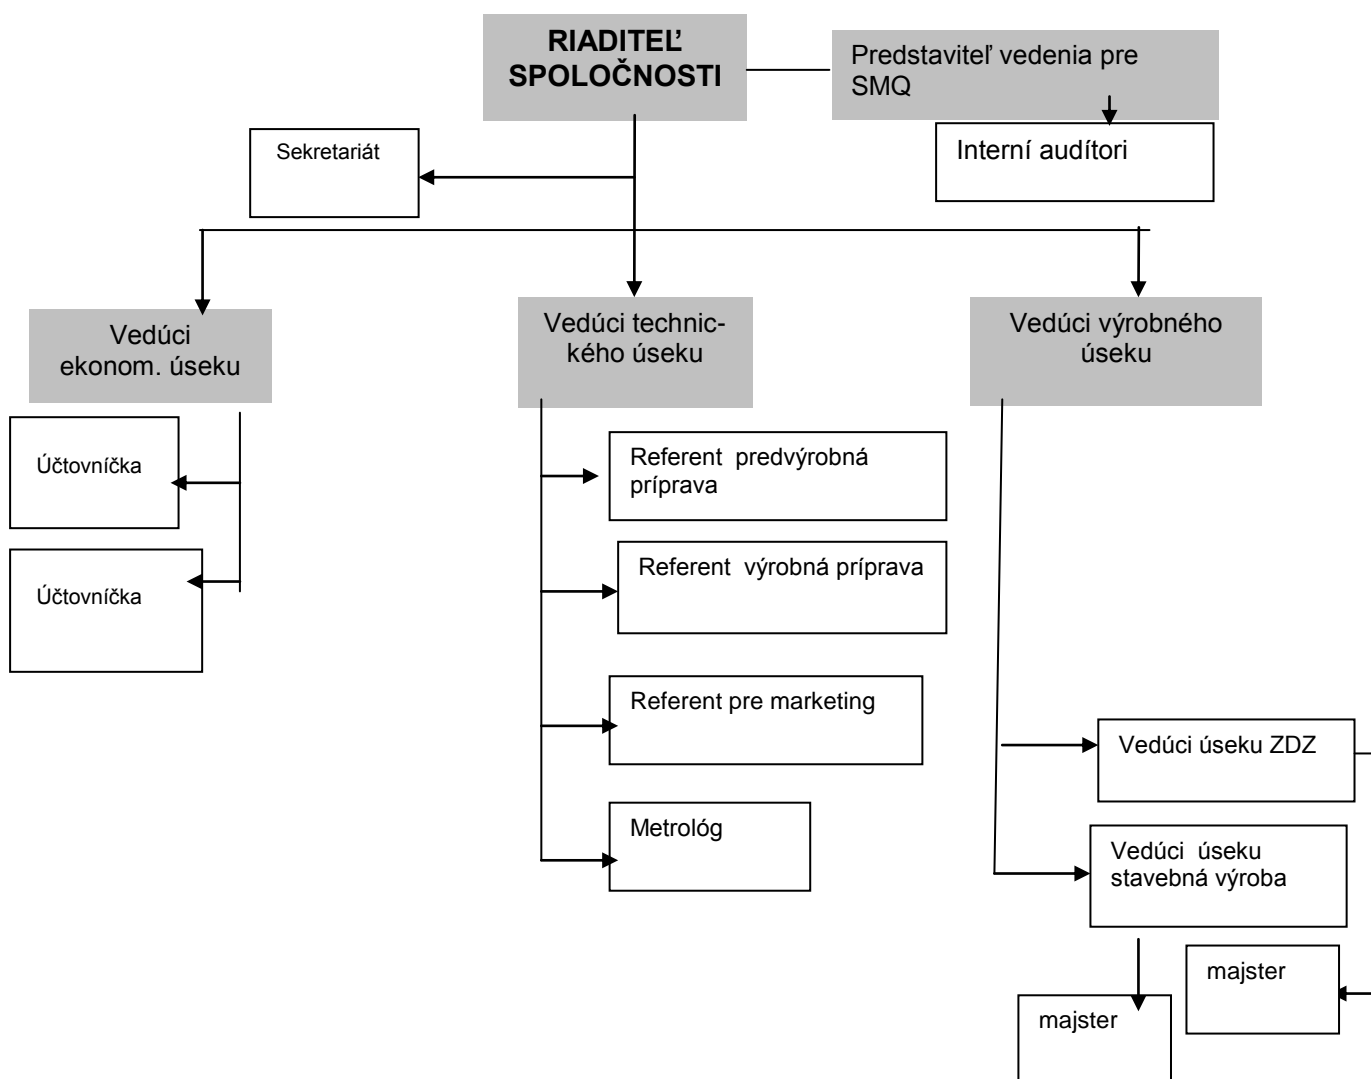 RIADITEĽ
SPOLOČNOSTI
Predstaviteľ vedenia pre
SMQ
Sekretariát
Interní audítori
Vedúci
ekonom. úseku
Vedúci technic-
kého úseku
Vedúci výrobného
úseku
Účtovníčka
Účtovníčka
Referent  predvýrobná
príprava
Referent  výrobná príprava
Referent pre marketing
Metrológ
Vedúci úseku ZDZ
Vedúci  úseku
stavebná výroba
majster
majster